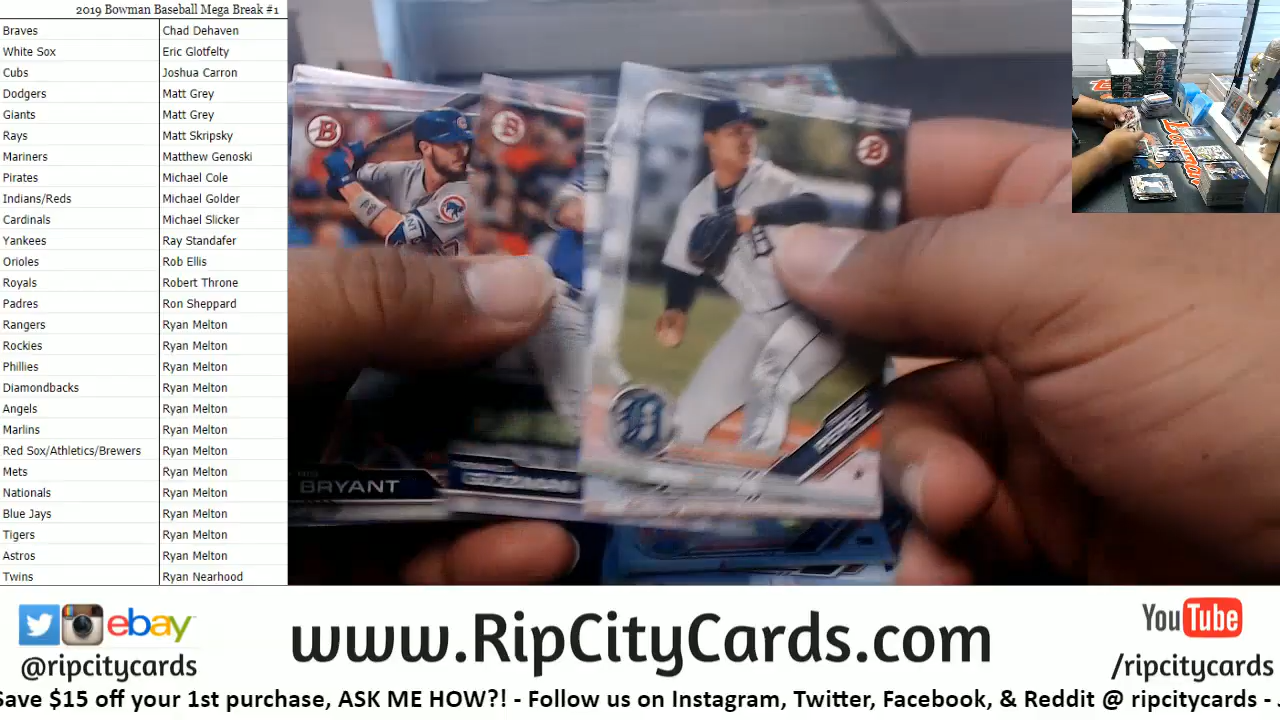 2019 Bowman Baseball Mega Break #1
Braves Chad Dehaven
White Sox Eric Glotfelty
Cubs Joshua Carron
Dodgers Matt Grey
Giants Matt Grey
Rays Matt Skripsky
Mariners Matthew Genoski
Pirates Michael Cole
Indians/Reds Michael Golder
Cardinals Michael Slicker
Yankees Ray Standafer
Orioles Rob Ellis
Royals Robert Throne
Padres Ron Sheppard
Rangers Ryan Melton
Rockies Ryan Melton
Phillies Ryan Melton
Diamondbacks Ryan Melton
Angels Ryan Melton
Marlins Ryan Melton
Red Sox/Athletics/Brewers Ryan Melton
Mets Ryan Melton
Nationals Ryan Melton
Blue Jays Ryan Melton
Tigers Ryan Melton
Astros Ryan Melton
Twins Ryan Nearhood
B
B
B
BRYANT
GUZMAN
PEREZ
D
ebay
@ripcitycards
www.RipCityCards.com
YouTube
/ripcitycards
Save $15 off your 1st purchase, ASK ME HOW?! - Follow us on Instagram, Twitter, Facebook, & Reddit @ ripcitycards -